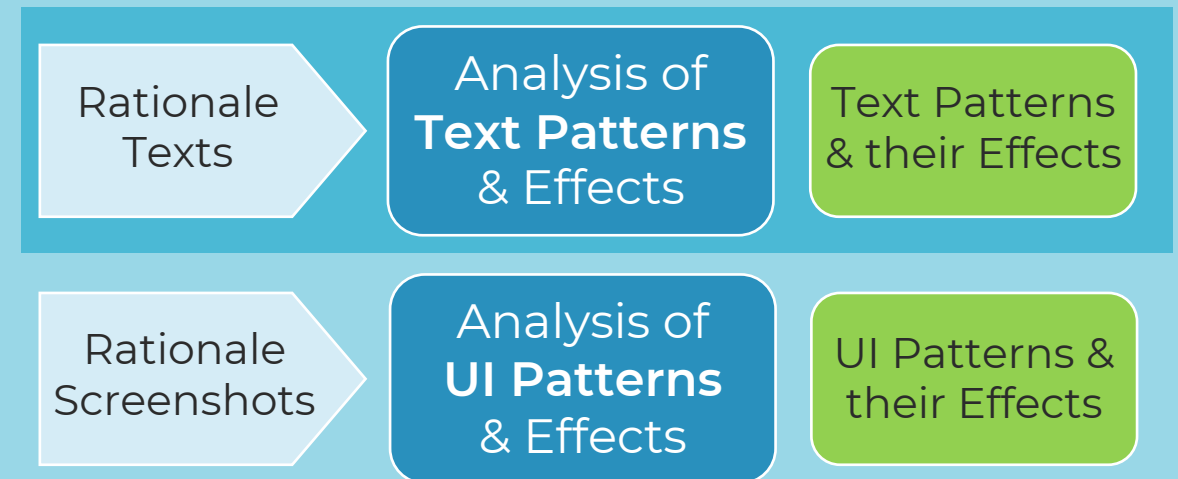 Rationale
Texts
Analysis of
Text Patterns
& Effects
Text Patterns
& their Effects
Rationale
Screenshots
Analysis of
UI Patterns
& Effects
UI Patterns &
their Effects